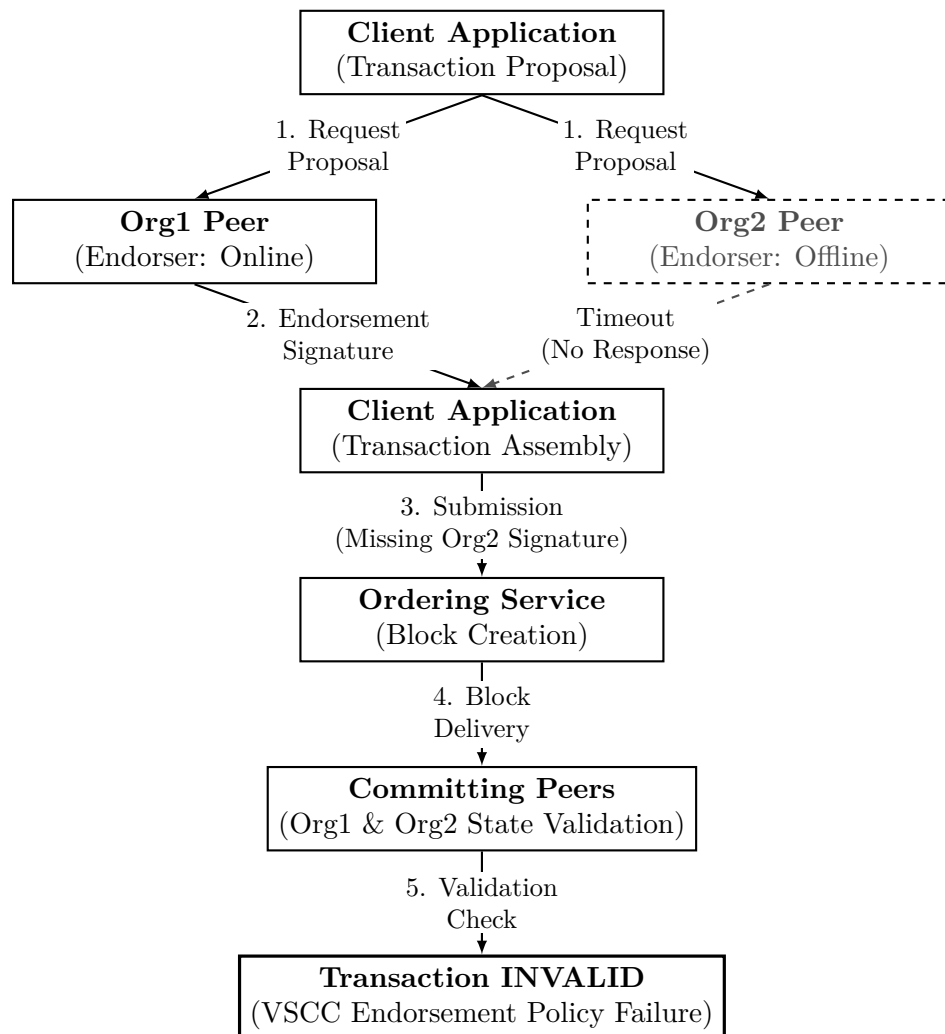 Client Application
(Transaction Proposal)
1. Request
Proposal
1. Request
Proposal
Org1 Peer
(Endorser: Online)
Org2 Peer
(Endorser: Offline)
2. Endorsement
Signature
Timeout
(No Response)
Client Application
(Transaction Assembly)
3. Submission
(Missing Org2 Signature)
Ordering Service
(Block Creation)
4. Block
Delivery
Committing Peers
(Org1 & Org2 State Validation)
5. Validation
Check
Transaction INVALID
(VSCC Endorsement Policy Failure)